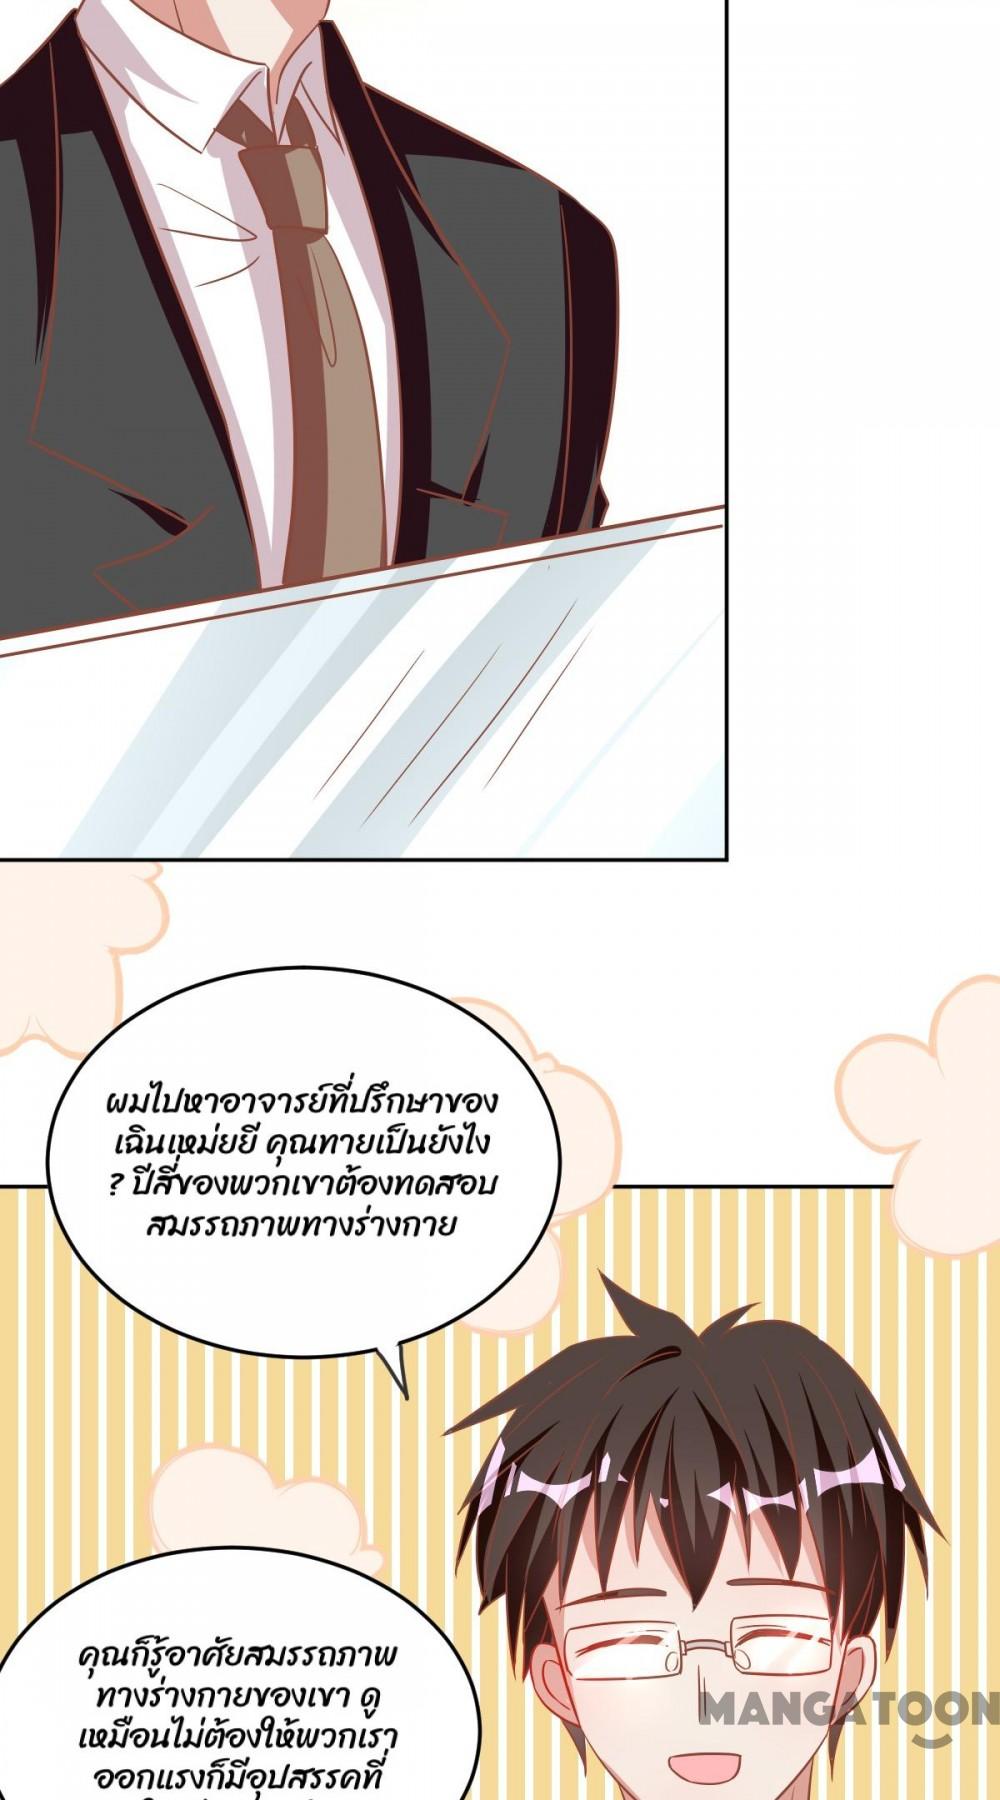 ผมไปหาอาจารย์ที่ปรึกษาของ
เฉินเหม่ยยี คุณทายเป็นยังไง
? ปีสี่ของพวกเขาต้องทดสอบ
สมรรถภาพทางร่างกาย
คุณก็รู้อาศัยสมรรถภาพ
ทางร่างกายของเขา ดู
เหมือนไม่ต้องให้พวกเรา
ออกแรงก็มีอุปสรรคที่
MANGATOON